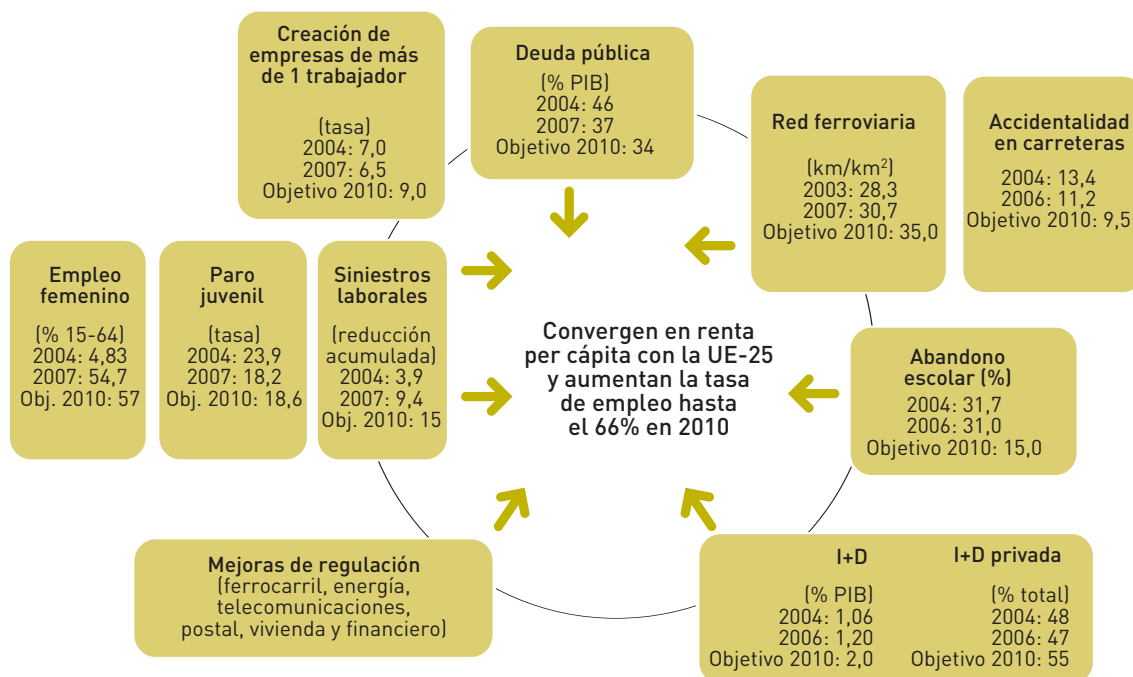 Creación de
empresas de más
de 1 trabajador
(tasa)
2004: 7,0
2007: 6,5
Objetivo 2010: 9,0
Deuda pública
(% PIB)
2004: 46
2007: 37
Objetivo 2010: 34
Red ferroviaria
(km/km²)
2003: 28,3
2007: 30,7
Objetivo 2010: 35,0
Accidentalidad
en carreteras
2004: 13,4
2006: 11,2
Objetivo 2010: 9,5
Empleo
femenino
(% 15-64)
2004: 4,83
2007: 54,7
Obj. 2010: 57
Paro
juvenil
(tasa)
2004: 23,9
2007: 18,2
Obj. 2010: 18,6
Siniestros
laborales
(reducción
acumulada)
2004: 3,9
2007: 9,4
Obj. 2010: 15
Convergen en renta
per cápita con la UE-25
y aumentan la tasa
de empleo hasta
el 66% en 2010
Abandono
escolar (%)
2004: 31,7
2006: 31,0
Objetivo 2010: 15,0
Mejoras de regulación
(ferrocarril, energía,
telecomunicaciones,
postal, vivienda y financiero)
I+D
(% PIB)
2004: 1,06
2006: 1,20
Objetivo 2010: 2,0
I+D privada
(% total)
2004: 48
2006: 47
Objetivo 2010: 55